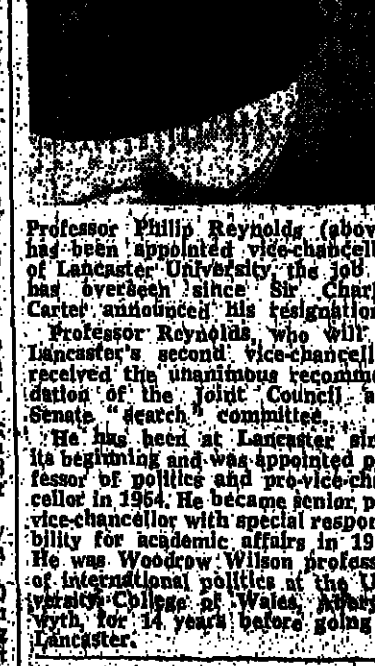 Professor Philip Reynolds (abov
has been appointed vice-chancell
of Lancaster University, the job
has overseen since Sir Charl
Carter announced his resignation
Professor Reynolds, who will
Lancaster's second vice-chancell
received the unanimous recomme
dation of the Joint Council a
Senate "search" committee.
He has been at Lancaster sin
its beginning and was appointed p
fessor of politics and pro-vice-cha
cellor in 1964. He became senior p
vice-chancellor with special respon
bility for academic affairs in 19
He was Woodrow Wilson profess
of international politics at the U
versity College of Wales, Abery
wyth, for 14 years before going
Lancaster.